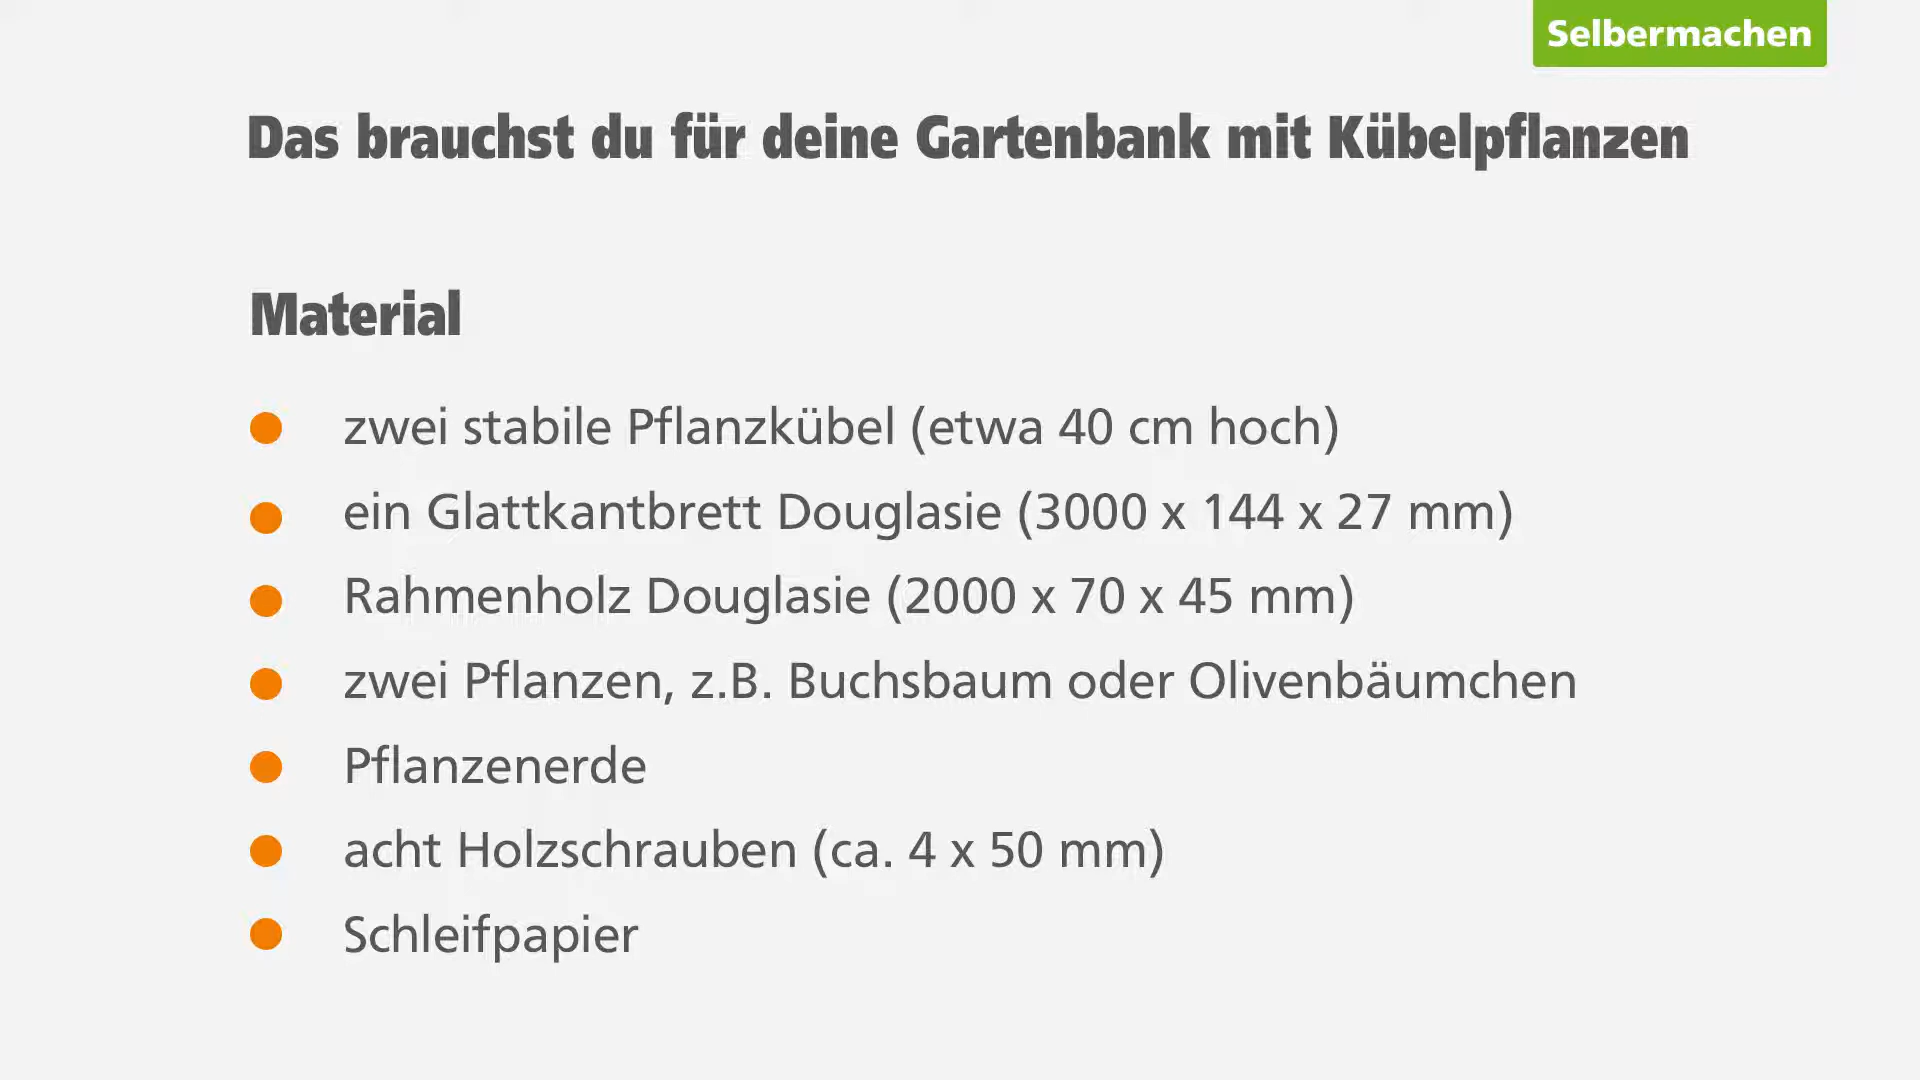 Selbermachen
Das brauchst du für deine Gartenbank mit Kübelpflanzen
Material
zwei stabile Pflanzkübel (etwa 40 cm hoch)
ein Glattkantbrett Douglasie (3000 x 144 x 27 mm)
Rahmenholz Douglasie (2000 x 70 x 45 mm)
zwei Pflanzen, z.B. Buchsbaum oder Olivenbäumchen
Pflanzenerde
acht Holzschrauben (ca. 4 x 50 mm)
Schleifpapier